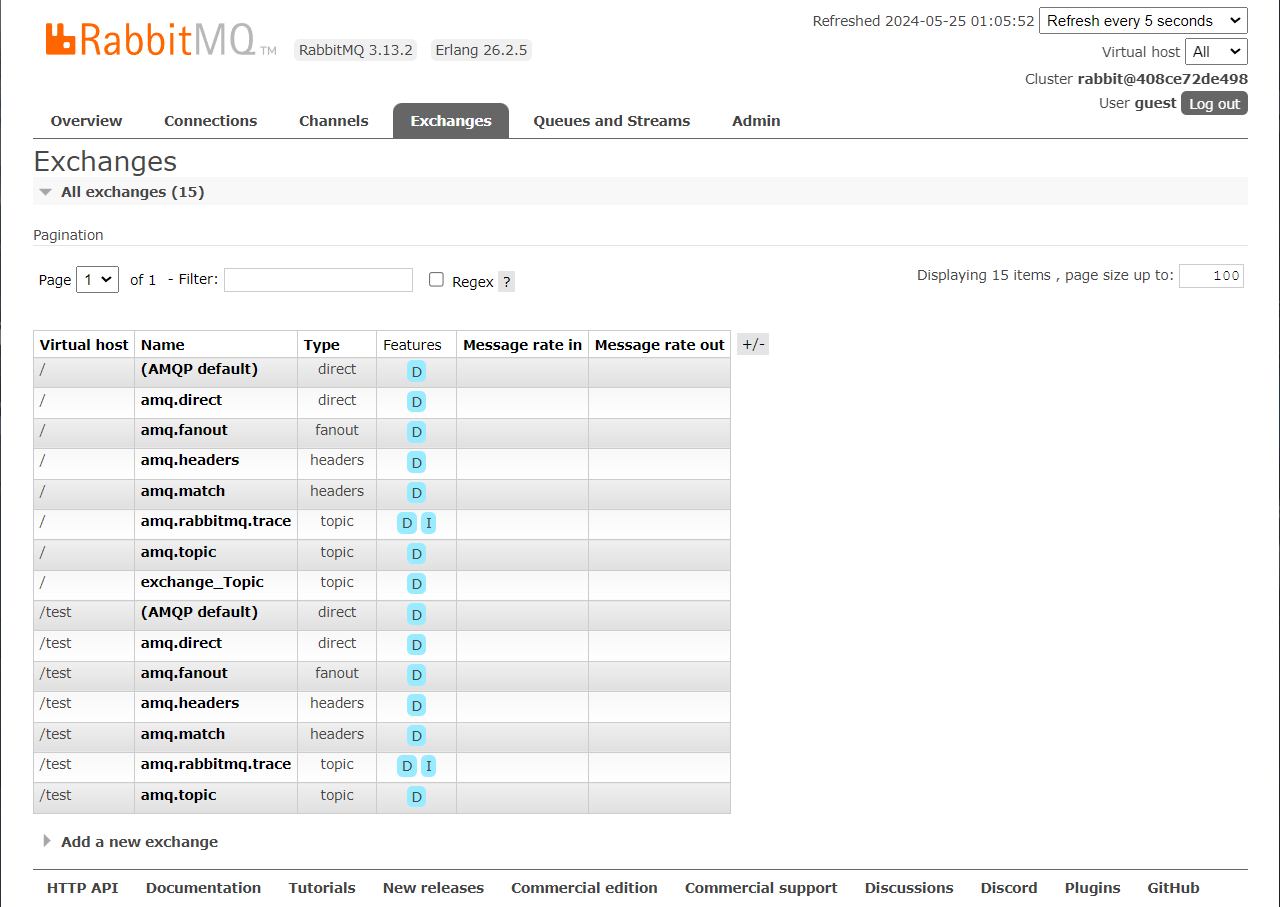 RabbitMQ TM RabbitMQ 3.13.2 Erlang 26.2.5
Refreshed 2024-05-25 01:05:52 Refresh every 5 seconds
Virtual host All
Cluster rabbit@408ce72de498
User guest Log out
Overview Connections Channels Exchanges Queues and Streams Admin
Exchanges
All exchanges (15)
Pagination
Page 1 of 1 - Filter: Regex ? Displaying 15 items , page size up to: 100
Virtual host Name Type Features Message rate in Message rate out +/-
/ (AMQP default) direct D
/ amq.direct direct D
/ amq.fanout fanout D
/ amq.headers headers D
/ amq.match headers D
/ amq.rabbitmq.trace topic D I
/ amq.topic topic D
/ exchange_Topic topic D
/test (AMQP default) direct D
/test amq.direct direct D
/test amq.fanout fanout D
/test amq.headers headers D
/test amq.match headers D
/test amq.rabbitmq.trace topic D I
/test amq.topic topic D
Add a new exchange
HTTP API Documentation Tutorials New releases Commercial edition Commercial support Discussions Discord Plugins GitHub